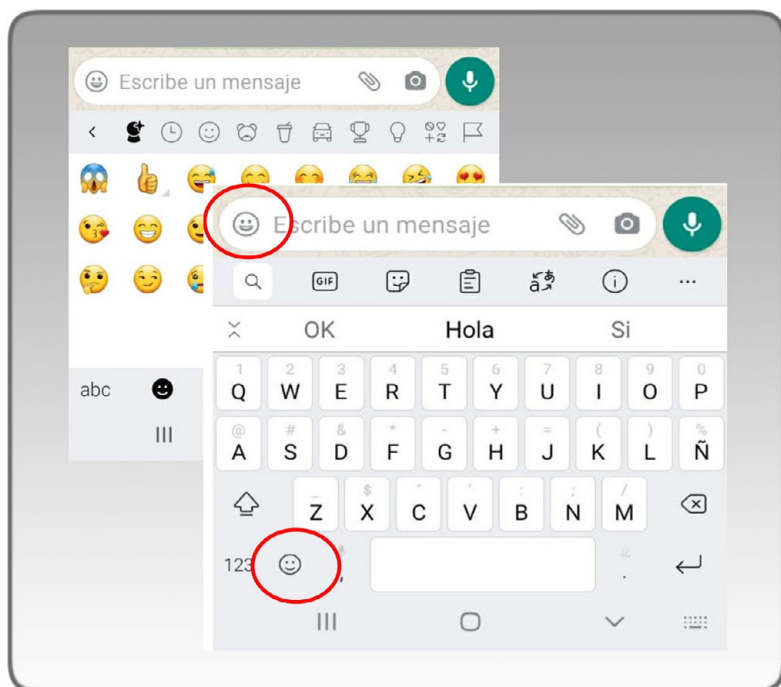 Escribe un mensaje
abc
Escribe un mensaje
GIF
OK Hola Si
1 2 3 4 5 6 7 8 9 0
Q W E R T Y U I O P
@ # & * - + = ( ) %
A S D F G H J K L Ñ
_ $ " ' : ; /
Z X C V B N M
123 , .